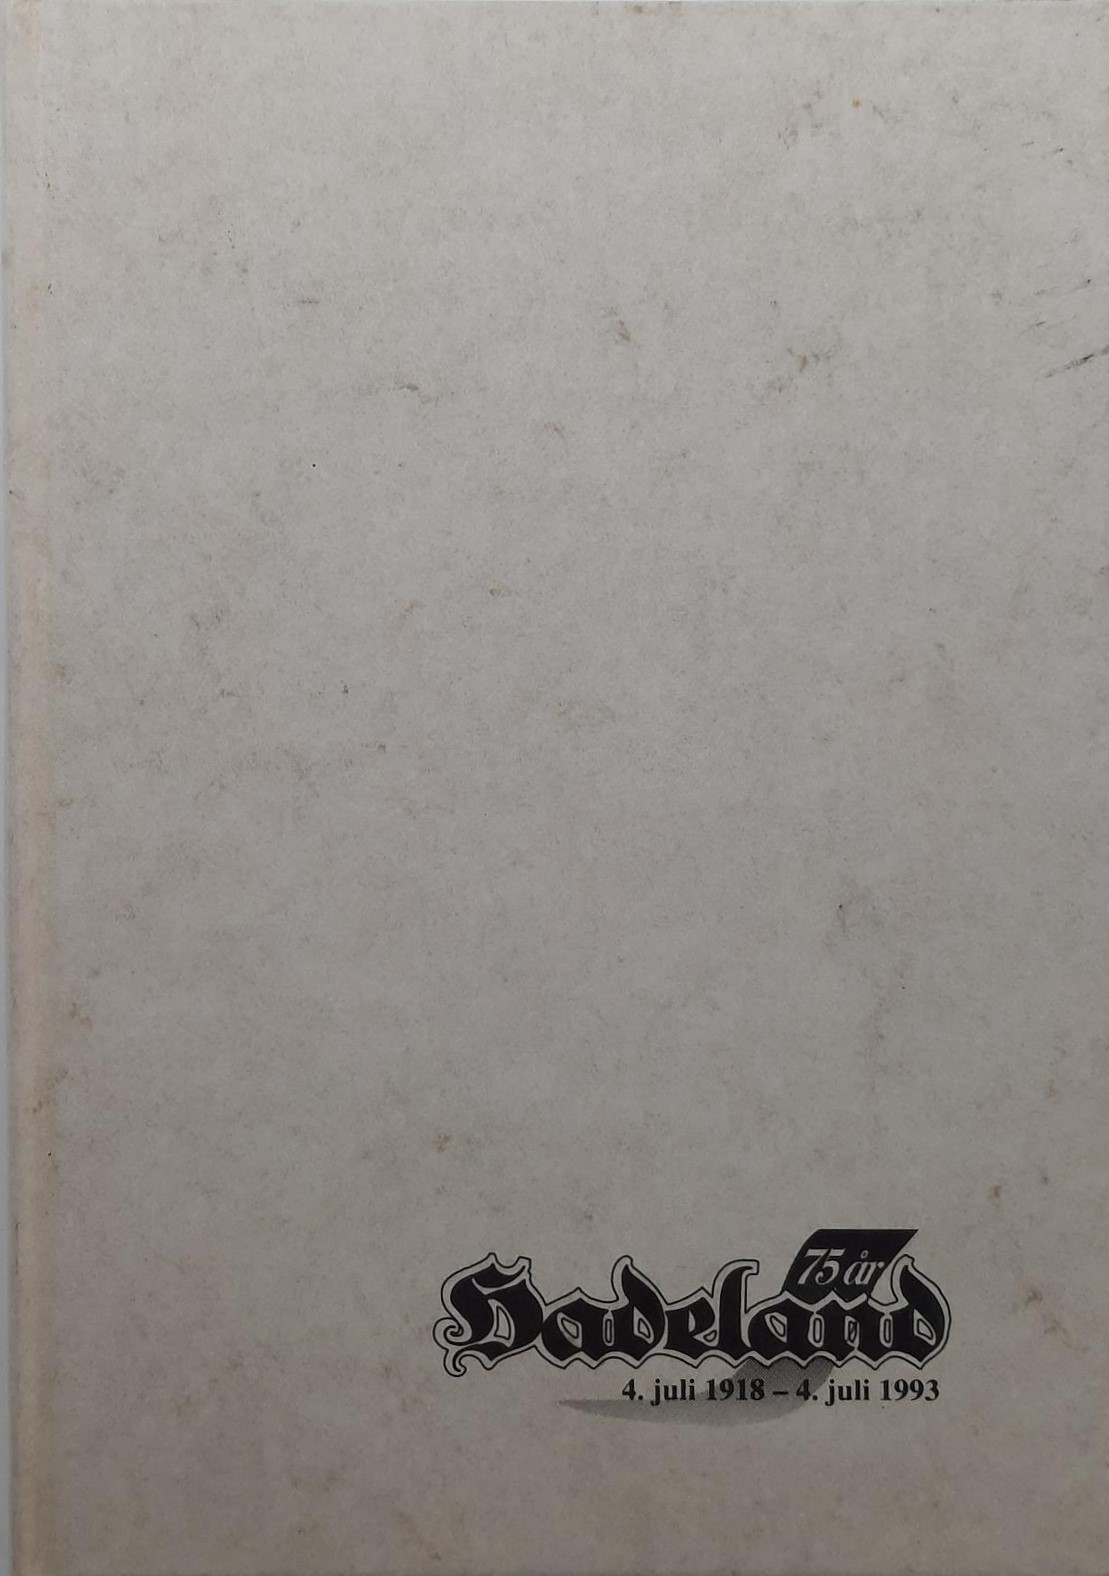 75 år
Hadeland
4. juli 1918 – 4. juli 1993